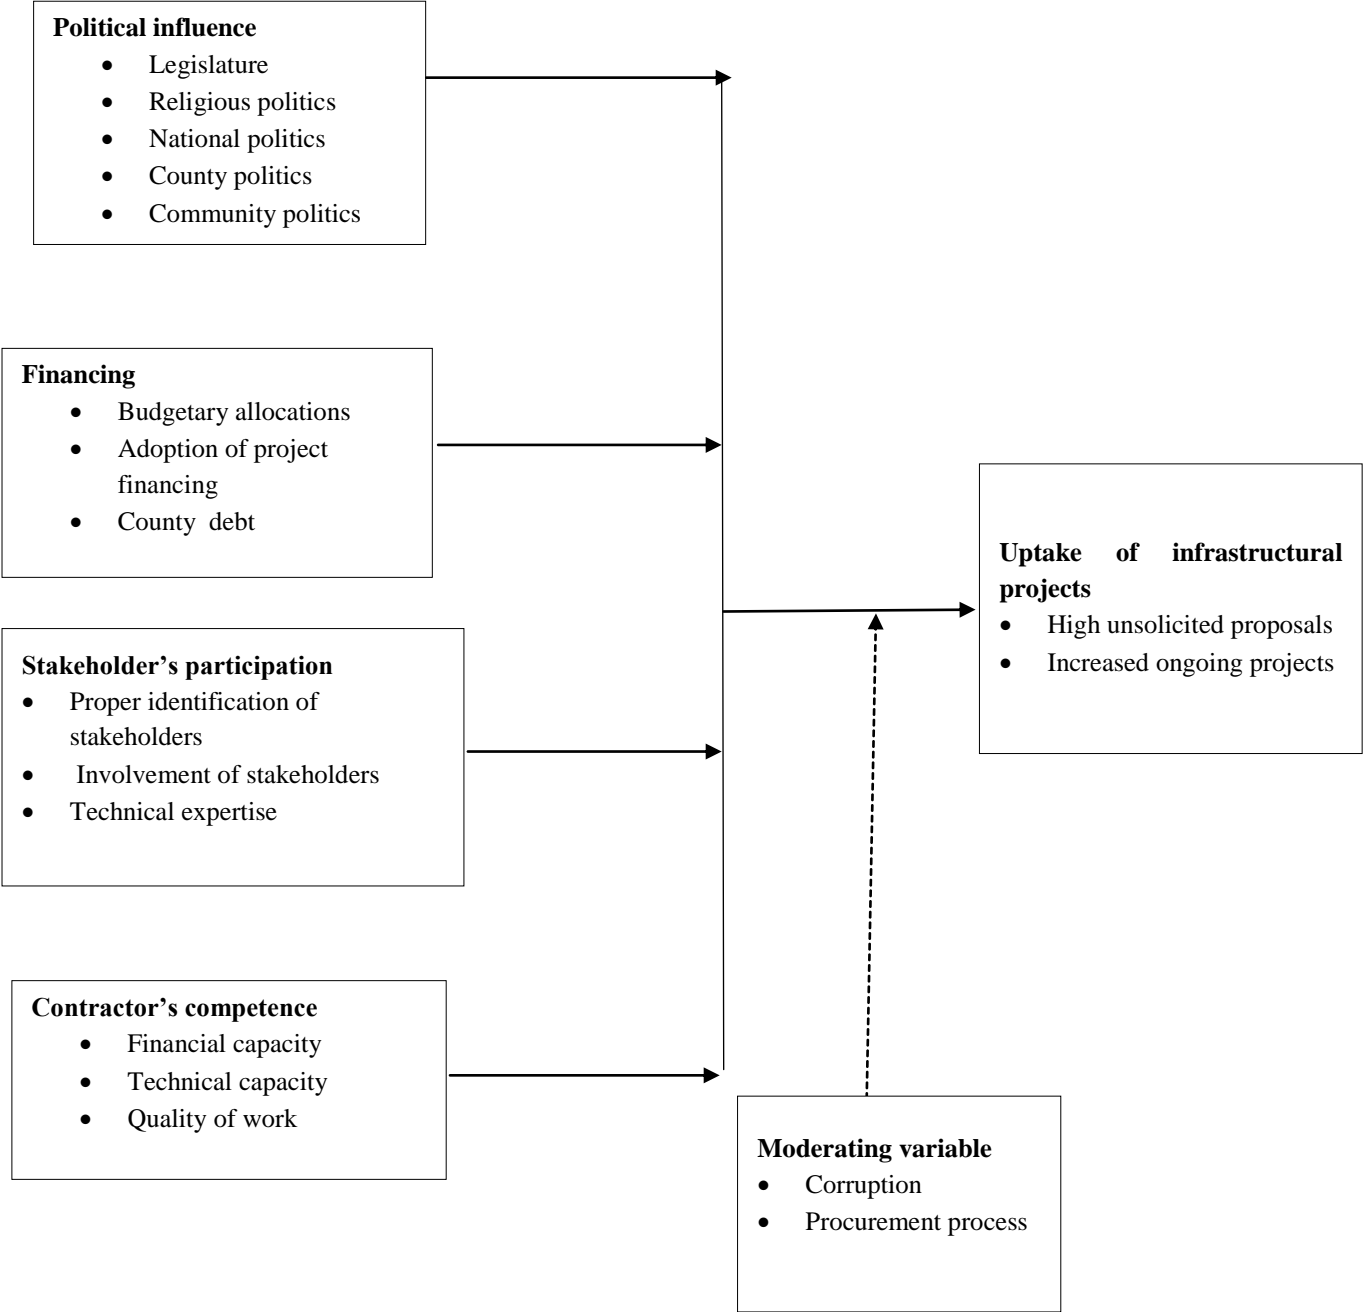 Political influence
• Legislature
• Religious politics
• National politics
• County politics
• Community politics
Financing
• Budgetary allocations
• Adoption of project
financing
• County  debt
Stakeholder’s participation
• Proper identification of
stakeholders
• Involvement of stakeholders
• Technical expertise
Contractor’s competence
• Financial capacity
• Technical capacity
• Quality of work
Uptake of infrastructural
projects
• High unsolicited proposals
• Increased ongoing projects
Moderating variable
• Corruption
• Procurement process